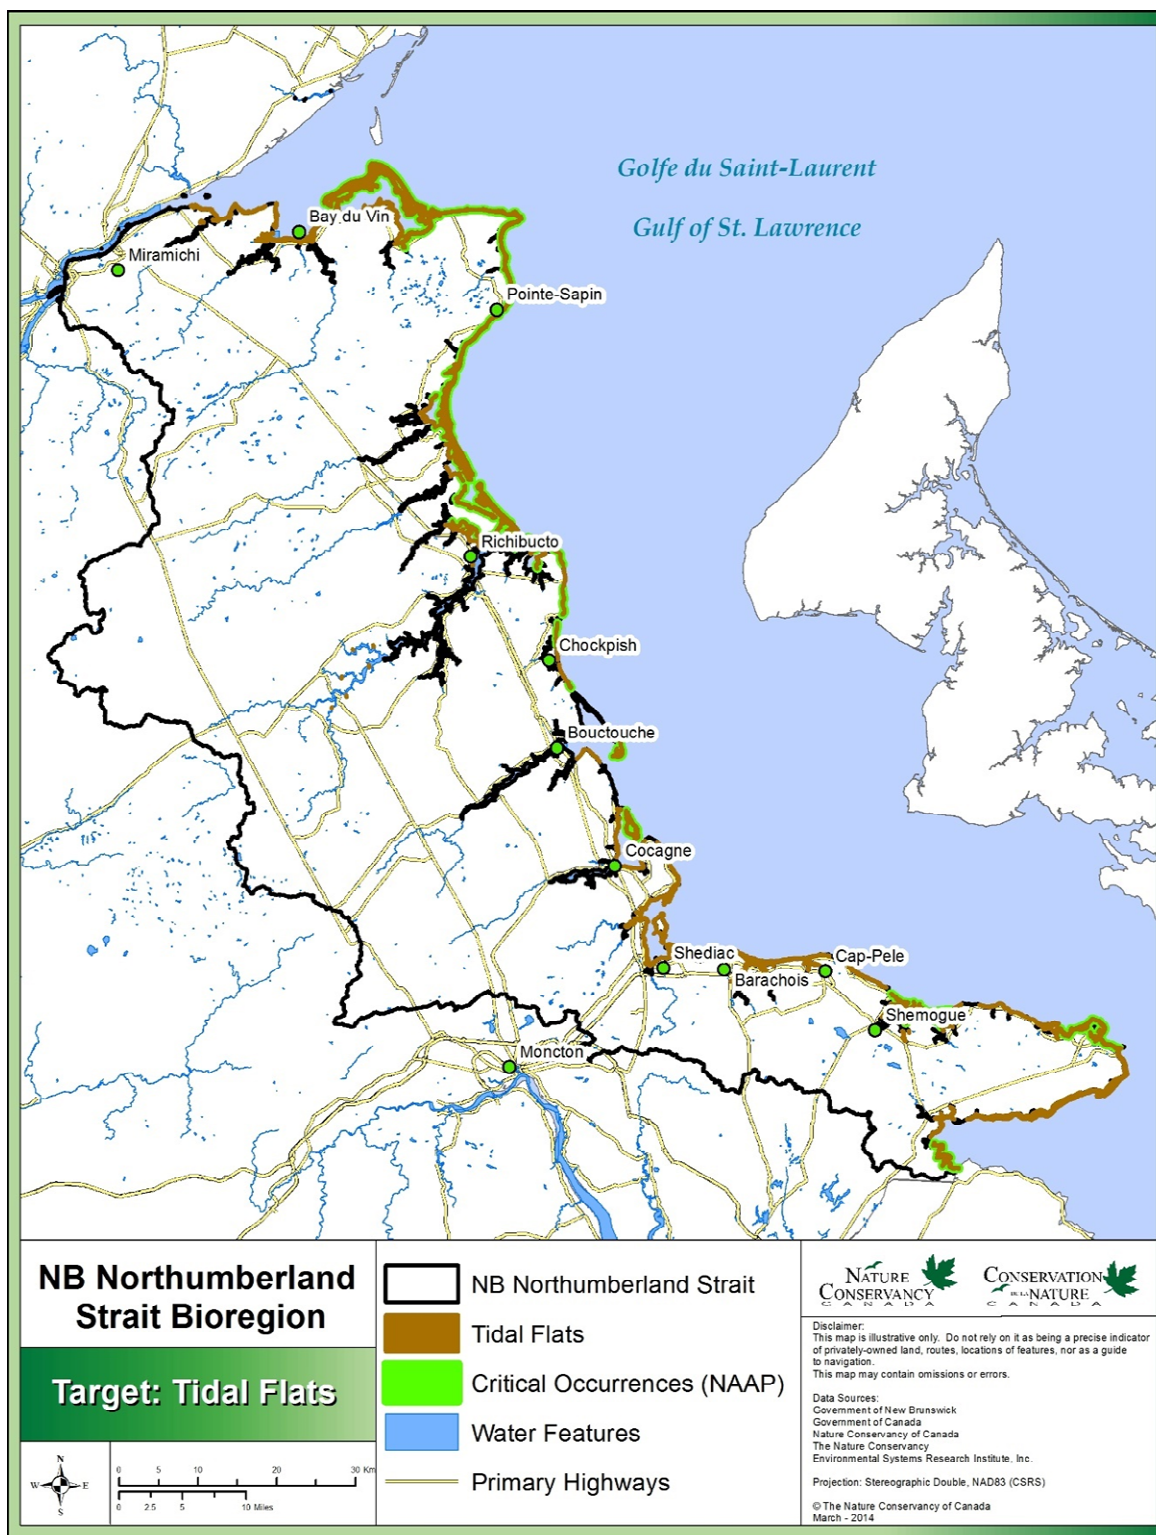 Golfe du Saint-Laurent
Gulf of St. Lawrence
Bay du Vin
Miramichi
Pointe-Sapin
Richibucto
Chockpish
Bouctouche
Cocagne
Shediac
Cap-Pele
Barachois
Shemogue
Moncton
NB Northumberland
Strait Bioregion
Target: Tidal Flats
N
W
E
S
0 5 10 20 30 Km
0 2.5 5 10 Miles
NB Northumberland Strait
Tidal Flats
Critical Occurrences (NAAP)
Water Features
Primary Highways
NATURE
CONSERVANCY
CANADA
CONSERVATION
DE LA NATURE
CANADA
Disclaimer:
This map is illustrative only. Do not rely on it as being a precise indicator
of privately-owned land, routes, locations of features, nor as a guide
to navigation.
This map may contain omissions or errors.
Data Sources:
Government of New Brunswick
Government of Canada
Nature Conservancy of Canada
The Nature Conservancy
Environmental Systems Research Institute, Inc.
Projection: Stereographic Double, NAD83 (CSRS)
© The Nature Conservancy of Canada
March - 2014